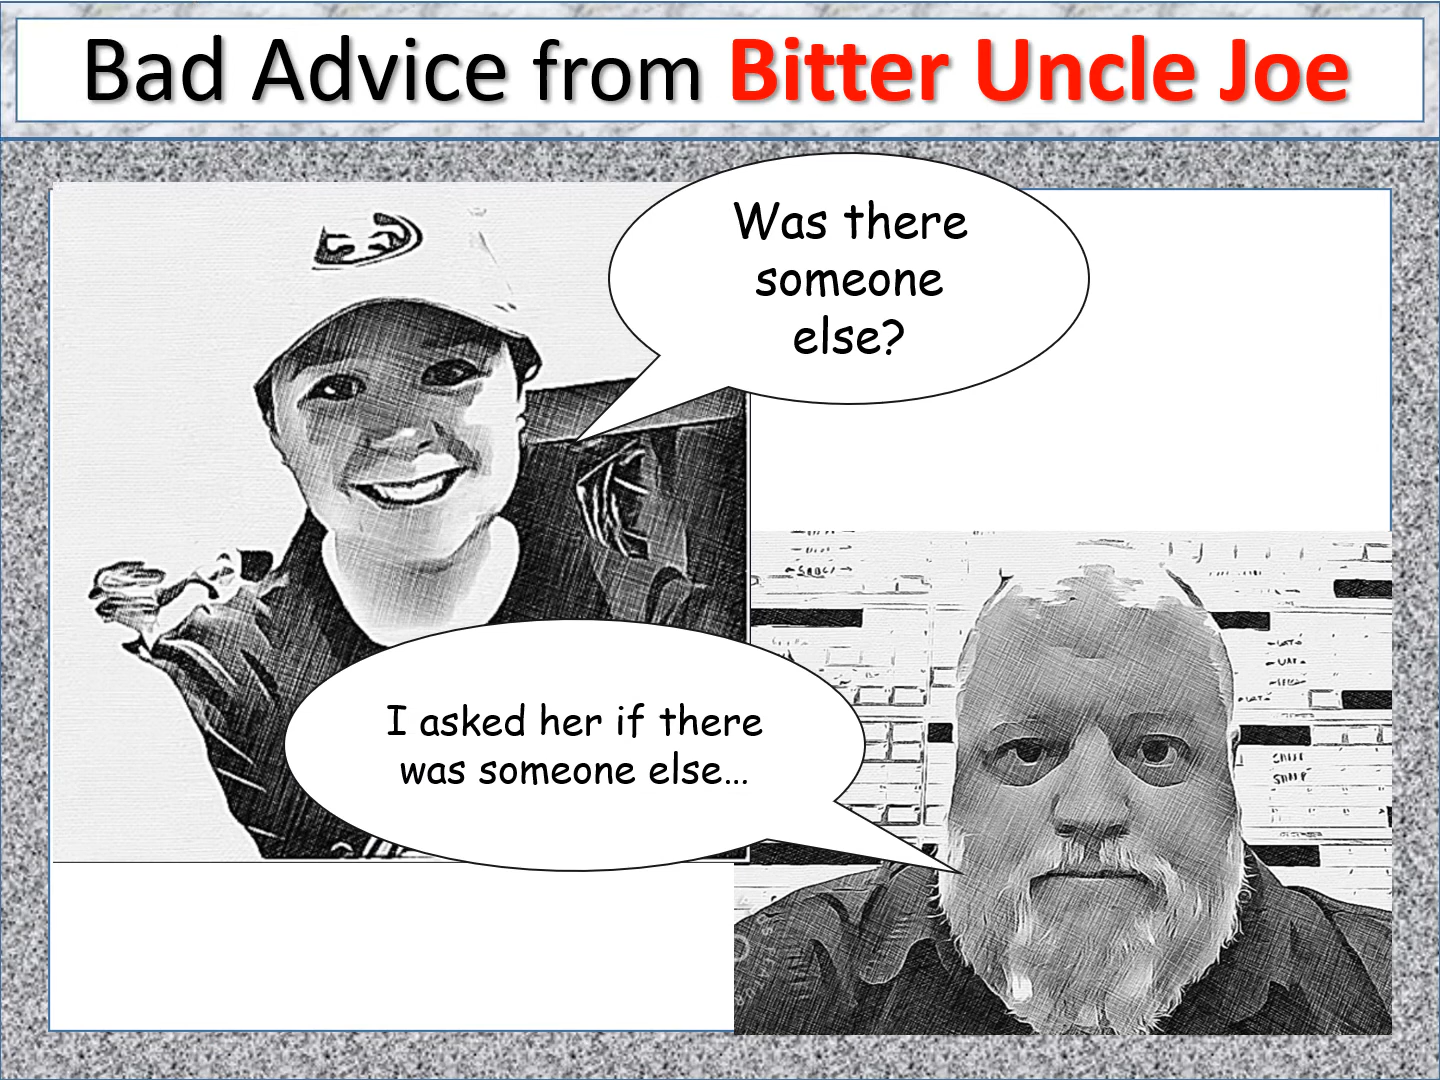 Bad Advice from Bitter Uncle Joe
Was there
someone
else?
I asked her if there
was someone else…